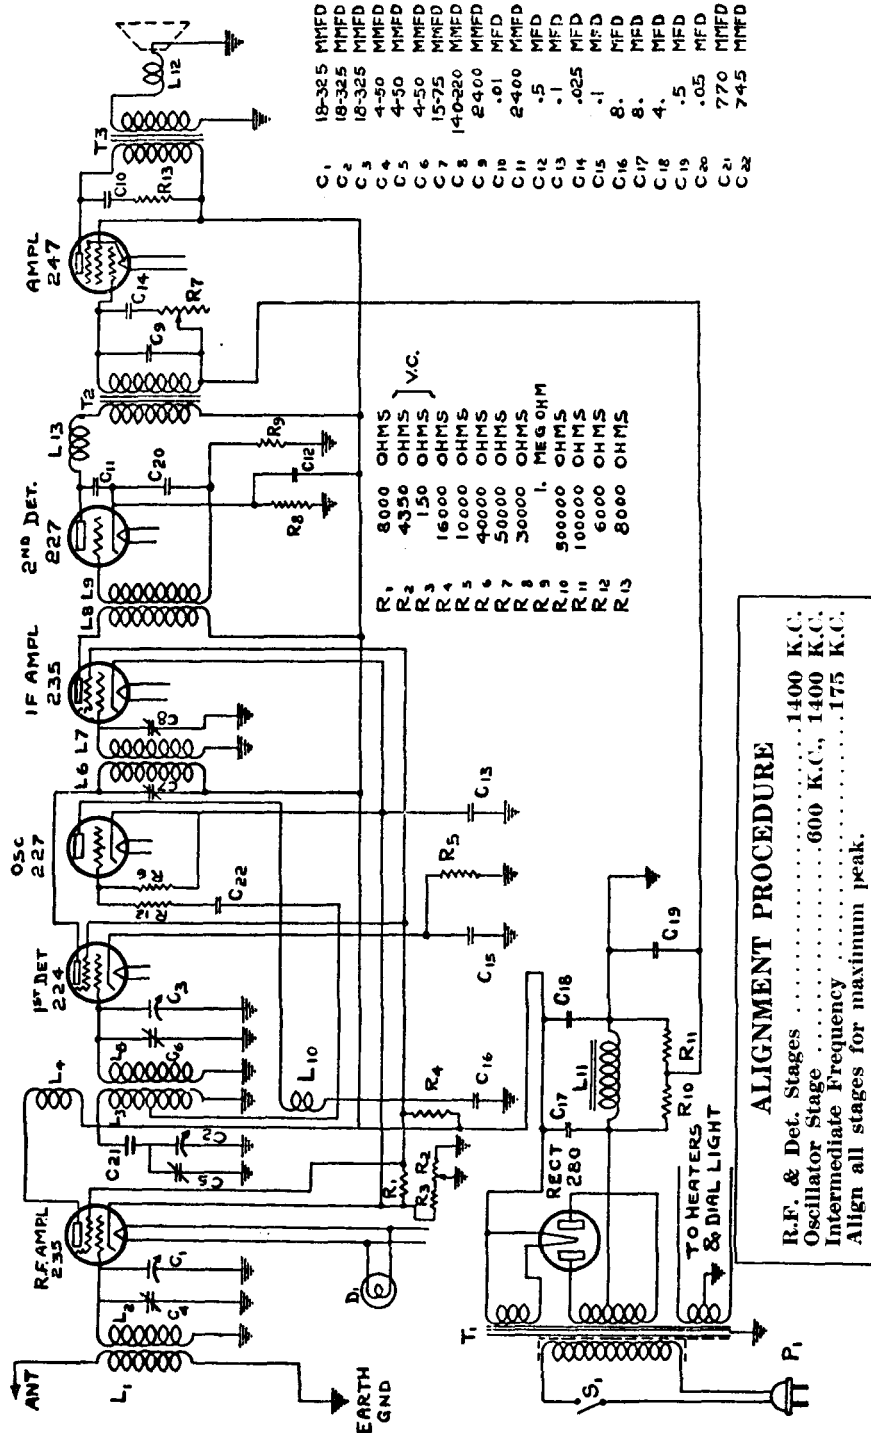 ANT
L1
EARTH
GND
L2
C4
C1
R.F. AMPL
235
D1
L4
C21
C5
C2
L3
L5
C6
C3
1ST DET
224
R1
R3
R2
R4
L10
C16
C15
R5
C13
R12
R6
C22
OSC
227
L6
L7
C7
C8
IF AMPL
235
L8
L9
2ND DET.
227
C11
C20
L13
R8
C12
R9
T2
C9
C14
R7
AMPL
247
C10
R13
T3
L12
C1 18-325 MMFD
C2 18-325 MMFD
C3 18-325 MMFD
C4 4-50 MMFD
C5 4-50 MMFD
C6 4-50 MMFD
C7 15-75 MMFD
C8 140-220 MMFD
C9 2400 MMFD
C10 .01 MFD
C11 2400 MMFD
C12 .5 MFD
C13 .1 MFD
C14 .025 MFD
C15 .1 MFD
C16 8. MFD
C17 8. MFD
C18 4. MFD.
C19 .5 MFD
C20 .05 MFD
C21 770 MMFD
C22 745 MMFD
R1 8000 OHMS
R2 4350 OHMS
R3 150 OHMS
V.C.
R4 16000 OHMS
R5 10000 OHMS
R6 40000 OHMS
R7 50000 OHMS
R8 30000 OHMS
R9 1. MEG OHM
R10 500000 OHMS
R11 100000 OHMS
R12 6000 OHMS
R13 8000 OHMS
T1
S1
P1
RECT
280
TO HEATERS
& DIAL LIGHT
C17
L11
C18
R10
R11
C19
ALIGNMENT PROCEDURE
R.F. & Det. Stages ............ 1400 K.C.
Oscillator Stage ........ 600 K.C., 1400 K.C.
Intermediate Frequency ............ 175 K.C.
Align all stages for maximum peak.